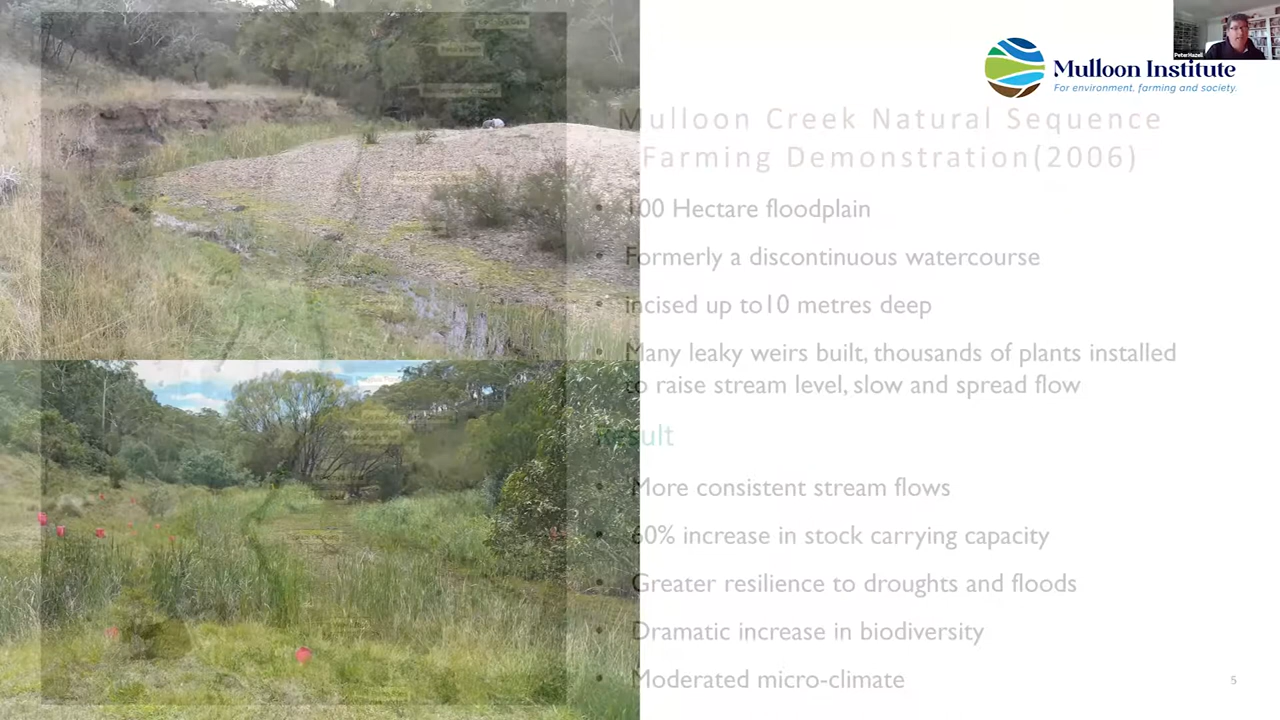 Peter Hazell
Mulloon Institute
For environment, farming and society.
Mulloon Creek Natural Sequence
Farming Demonstration(2006)
• 100 Hectare floodplain
• Formerly a discontinuous watercourse
• incised up to10 metres deep
• Many leaky weirs built, thousands of plants installed
to raise stream level, slow and spread flow
Result
• More consistent stream flows
• 60% increase in stock carrying capacity
• Greater resilience to droughts and floods
• Dramatic increase in biodiversity
• Moderated micro-climate
5